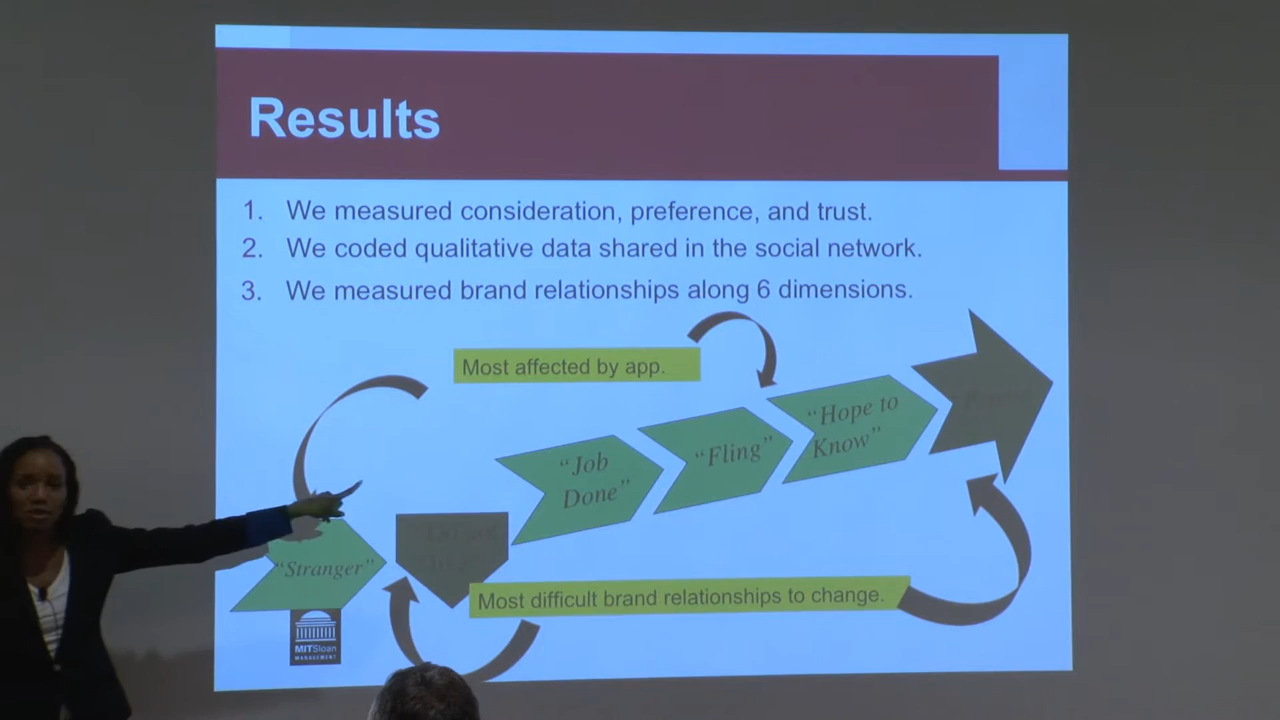 Results
1. We measured consideration, preference, and trust.
2. We coded qualitative data shared in the social network.
3. We measured brand relationships along 6 dimensions.
Most affected by app.
"Stranger"
"Job
Done"
"Fling"
"Hope to
Know"
Most difficult brand relationships to change.
MITSloan
MANAGEMENT